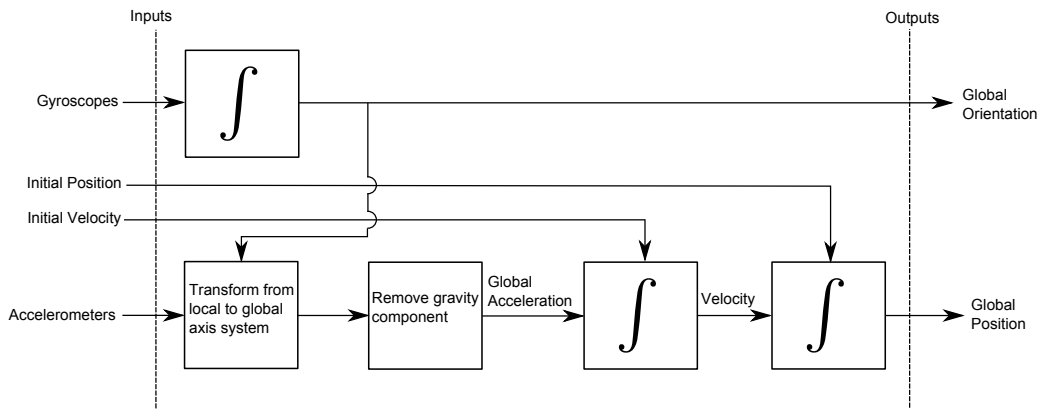 Inputs
Outputs
Gyroscopes
∫
Global
Orientation
Initial Position
Initial Velocity
Accelerometers
Transform from
local to global
axis system
Remove gravity
component
Global
Acceleration
∫
Velocity
∫
Global
Position